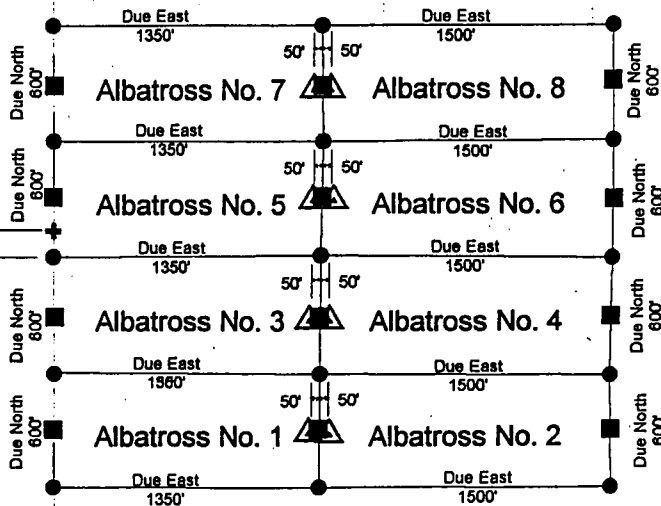 Due East
1350'
Due East
1500'
50' 50'
Due North
600'
Albatross No. 7
Albatross No. 8
Due North
600'
Due East
1350'
Due East
1500'
50' 50'
Due North
600'
Albatross No. 5
Albatross No. 6
Due North
600'
Due East
1350'
Due East
1500'
50' 50'
Due North
600'
Albatross No. 3
Albatross No. 4
Due North
600'
Due East
1350'
Due East
1500'
50' 50'
Due North
600'
Albatross No. 1
Albatross No. 2
Due North
600'
Due East
1350'
Due East
1500'